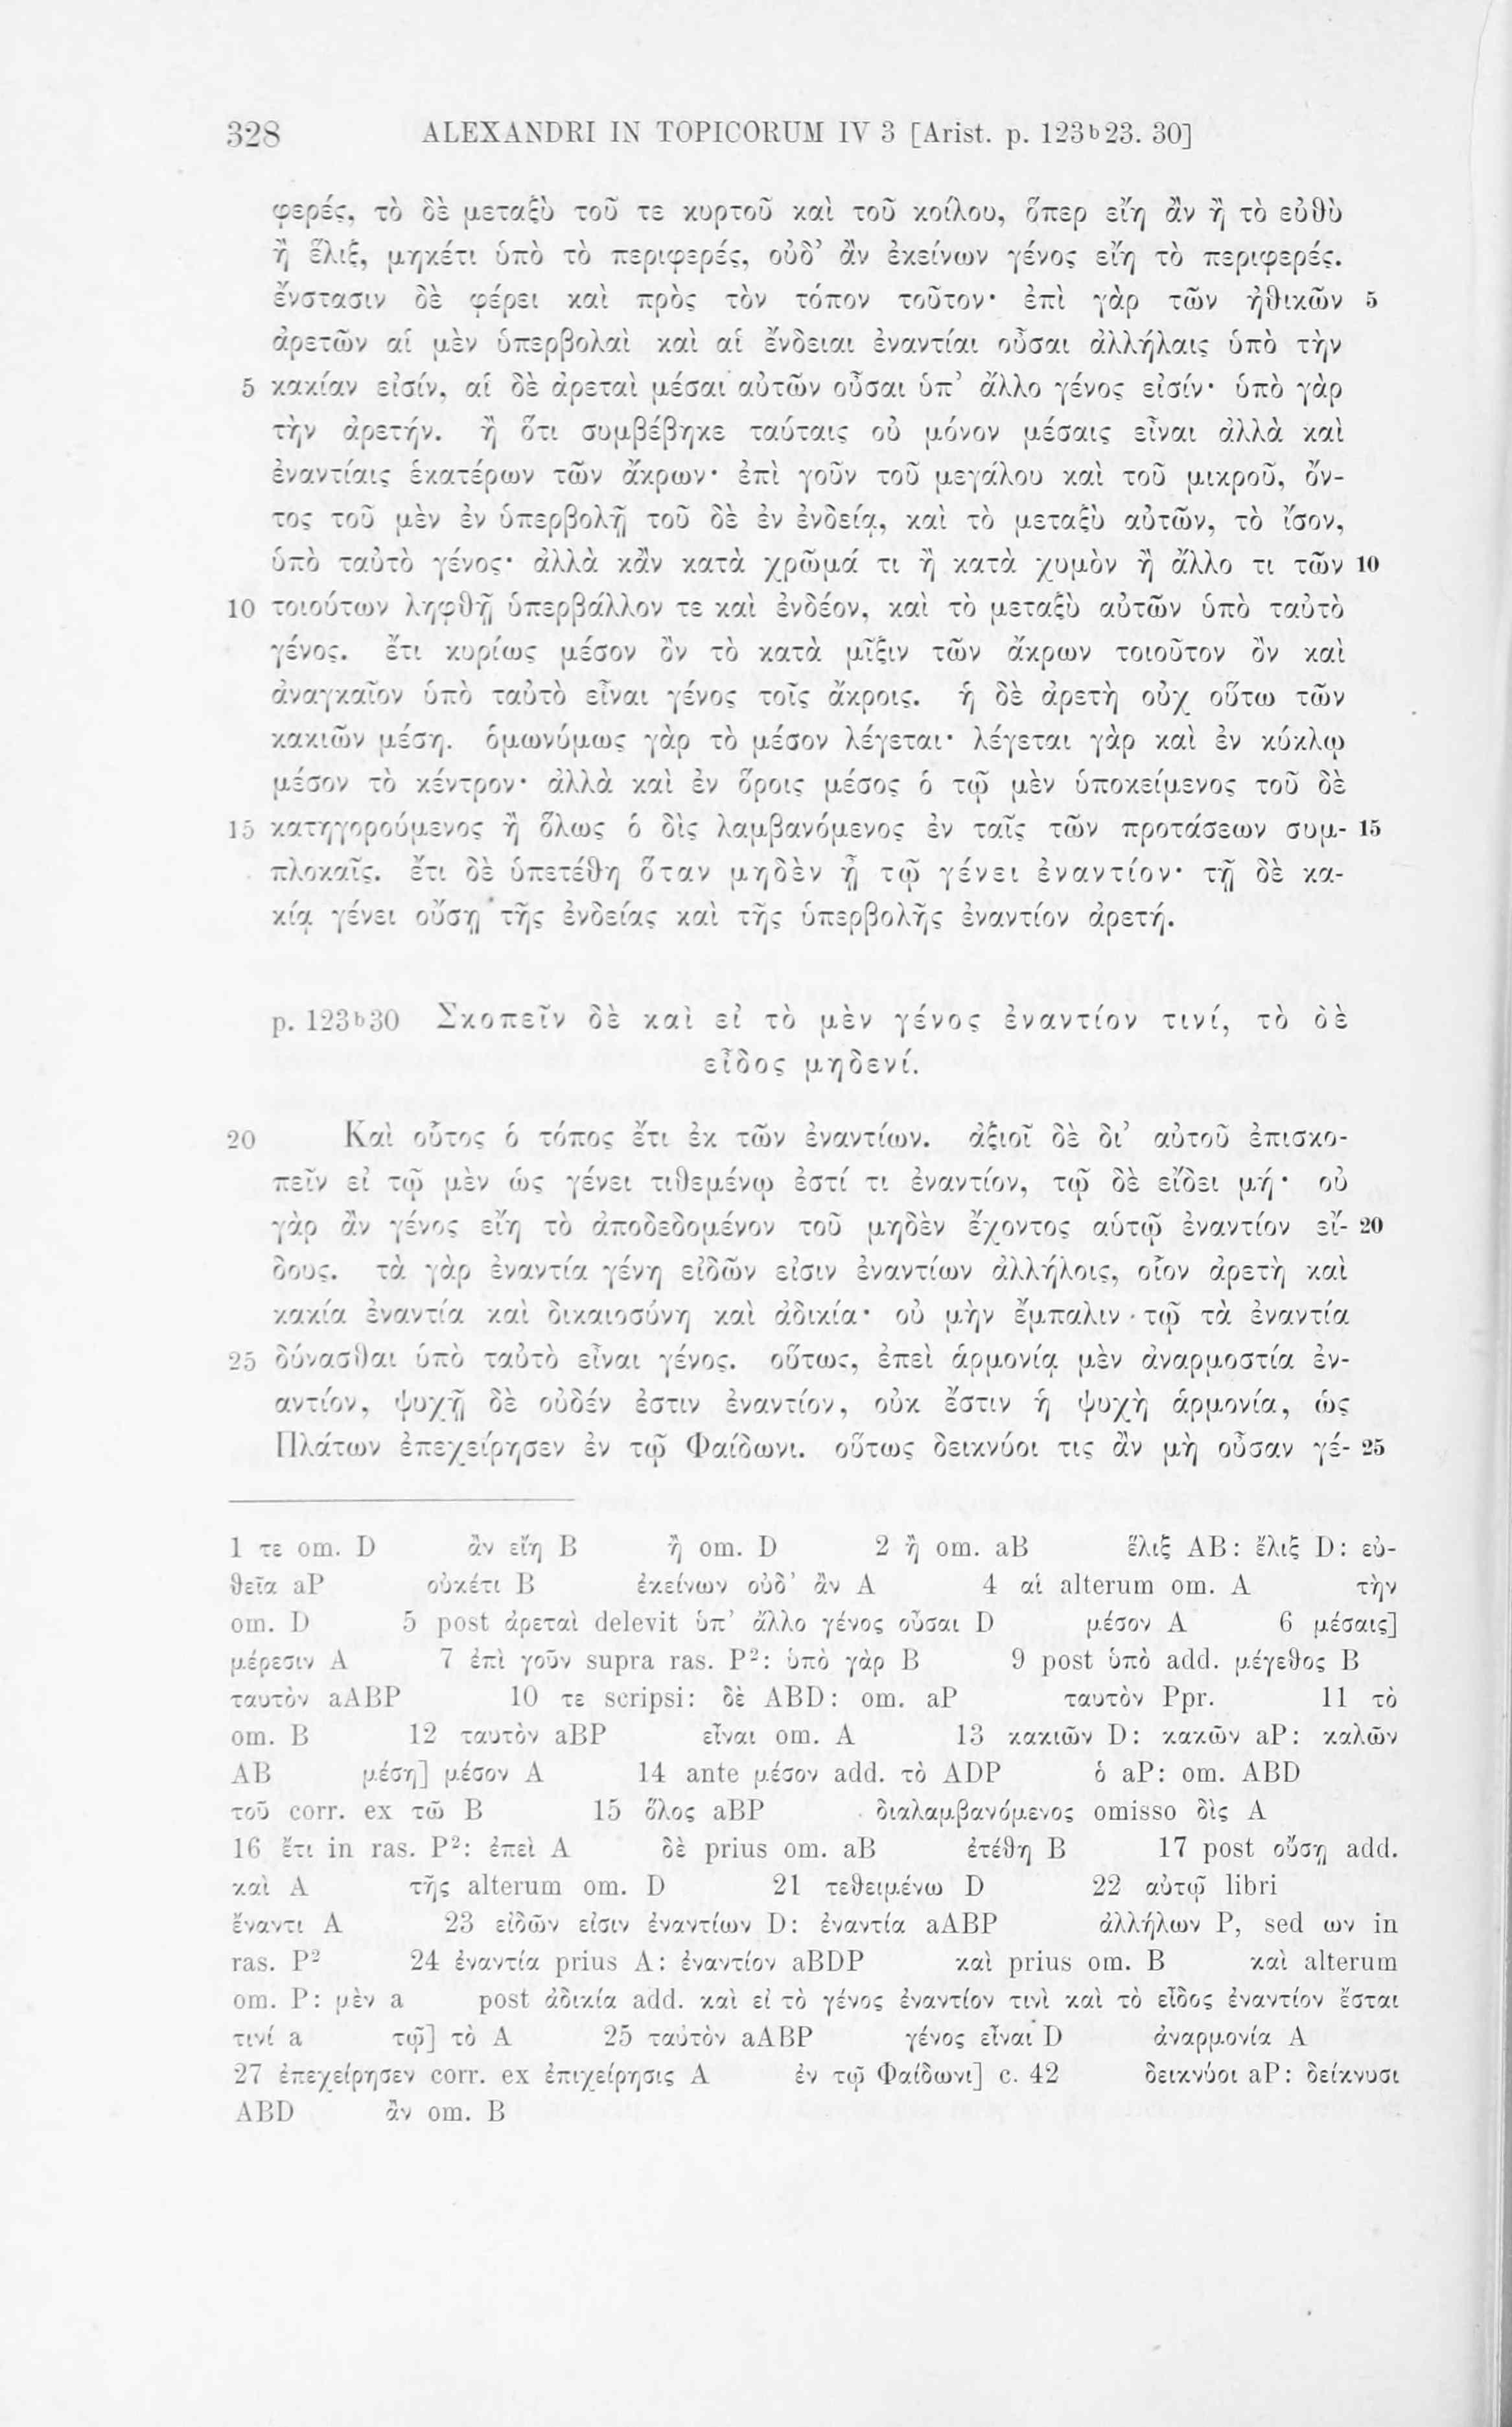 328 ALEXANDRI IN TOPICORUM IV 3 [Arist. p. 123b23. 30]
φερές, τὸ δὲ μεταξὺ τοῦ τε κυρτοῦ καὶ τοῦ κοίλου, ὅπερ εἴη ἂν ἢ τὸ εὐθὺ
ἢ ἕλιξ, μηκέτι ὑπὸ τὸ περιφερές, οὐδ’ ἂν ἐκείνων γένος εἴη τὸ περιφερές.
ἔνστασιν δὲ φέρει καὶ πρὸς τὸν τόπον τοῦτον· ἐπὶ γὰρ τῶν ἠθικῶν 5
ἀρετῶν αἱ μὲν ὑπερβολαὶ καὶ αἱ ἔνδειαι ἐναντίαι οὖσαι ἀλλήλαις ὑπὸ τὴν
5 κακίαν εἰσίν, αἱ δὲ ἀρεταὶ μέσαι αὐτῶν οὖσαι ὑπ’ ἄλλο γένος εἰσίν· ὑπὸ γὰρ
τὴν ἀρετήν. ἢ ὅτι συμβέβηκε ταύταις οὐ μόνον μέσαις εἶναι ἀλλὰ καὶ
ἐναντίαις ἑκατέρων τῶν ἄκρων· ἐπὶ γοῦν τοῦ μεγάλου καὶ τοῦ μικροῦ, ὄν-
τος τοῦ μὲν ἐν ὑπερβολῇ τοῦ δὲ ἐν ἐνδείᾳ, καὶ τὸ μεταξὺ αὐτῶν, τὸ ἴσον,
ὑπὸ ταὐτὸ γένος· ἀλλὰ κἂν κατὰ χρῶμά τι ἢ κατὰ χυμὸν ἢ ἄλλο τι τῶν 10
10 τοιούτων ληφθῇ ὑπερβάλλον τε καὶ ἐνδέον, καὶ τὸ μεταξὺ αὐτῶν ὑπὸ ταὐτὸ
γένος. ἔτι κυρίως μέσον ὂν τὸ κατὰ μῖξιν τῶν ἄκρων τοιοῦτον ὂν καὶ
ἀναγκαῖον ὑπὸ ταὐτὸ εἶναι γένος τοῖς ἄκροις. ἡ δὲ ἀρετὴ οὐχ οὕτω τῶν
κακιῶν μέση. ὁμωνύμως γὰρ τὸ μέσον λέγεται· λέγεται γὰρ καὶ ἐν κύκλῳ
μέσον τὸ κέντρον· ἀλλὰ καὶ ἐν ὅροις μέσος ὁ τῷ μὲν ὑποκείμενος τοῦ δὲ
15 κατηγορούμενος ἢ ὅλως ὁ δὶς λαμβανόμενος ἐν ταῖς τῶν προτάσεων συμ- 15
πλοκαῖς. ἔτι δὲ ὑπετέθη ὅταν μηδὲν ᾖ τῷ γένει ἐναντίον· τῇ δὲ κα-
κίᾳ γένει οὔσῃ τῆς ἐνδείας καὶ τῆς ὑπερβολῆς ἐναντίον ἀρετή.
p. 123b30 Σκοπεῖν δὲ καὶ εἰ τὸ μὲν γένος ἐναντίον τινί, τὸ δὲ
εἶδος μηδενί.
20 Καὶ οὗτος ὁ τόπος ἔτι ἐκ τῶν ἐναντίων. ἀξιοῖ δὲ δι’ αὐτοῦ ἐπισκο-
πεῖν εἰ τῷ μὲν ὡς γένει τιθεμένῳ ἐστί τι ἐναντίον, τῷ δὲ εἴδει μή· οὐ
γὰρ ἂν γένος εἴη τὸ ἀποδεδομένον τοῦ μηδὲν ἔχοντος αὑτῷ ἐναντίον εἴ- 20
δους. τὰ γὰρ ἐναντία γένη εἰδῶν εἰσιν ἐναντίων ἀλλήλοις, οἷον ἀρετὴ καὶ
κακία ἐναντία καὶ δικαιοσύνη καὶ ἀδικία· οὐ μὴν ἔμπαλιν τῷ τὰ ἐναντία
25 δύνασθαι ὑπὸ ταὐτὸ εἶναι γένος. οὕτως, ἐπεὶ ἁρμονίᾳ μὲν ἀναρμοστία ἐν-
αντίον, ψυχῇ δὲ οὐδέν ἐστιν ἐναντίον, οὐκ ἔστιν ἡ ψυχὴ ἁρμονία, ὡς
Πλάτων ἐπεχείρησεν ἐν τῷ Φαίδωνι. οὕτως δεικνύοι τις ἂν μὴ οὖσαν γέ- 25
1 τε om. D ἂν εἴη B ἢ om. D 2 ἢ om. aB ἕλιξ AB: ἔλιξ D: εὐ-
θεῖα aP οὐκέτι B ἐκείνων οὐδ’ ἂν A 4 αἱ alterum om. A τὴν
om. D 5 post ἀρεταὶ delevit ὑπ’ ἄλλο γένος οὖσαι D μέσον A 6 μέσαις]
μέρεσιν A 7 ἐπὶ γοῦν supra ras. P2: ὑπὸ γὰρ B 9 post ὑπὸ add. μέγεθος B
ταυτὸν aABP 10 τε scripsi: δὲ ABD: om. aP ταυτὸν Ppr. 11 τὸ
om. B 12 ταυτὸν aBP εἶναι om. A 13 κακιῶν D: κακῶν aP: καλῶν
AB μέση] μέσον A 14 ante μέσον add. τὸ ADP ὁ aP: om. ABD
τοῦ corr. ex τῶ B 15 ὅλος aBP διαλαμβανόμενος omisso δὶς A
16 ἔτι in ras. P2: ἐπεὶ A δὲ prius om. aB ἐτέθη B 17 post οὔσῃ add.
καὶ A τῆς alterum om. D 21 τεθειμένω D 22 αὐτῷ libri
ἔναντι A 23 εἰδῶν εἰσιν ἐναντίων D: ἐναντία aABP ἀλλήλων P, sed ων in
ras. P2 24 ἐναντία prius A: ἐναντίον aBDP καὶ prius om. B καὶ alterum
om. P: μὲν a post ἀδικία add. καὶ εἰ τὸ γένος ἐναντίον τινὶ καὶ τὸ εἶδος ἐναντίον ἔσται
τινί a τῷ] τὸ A 25 ταὐτὸν aABP γένος εἶναι D ἀναρμονία A
27 ἐπεχείρησεν corr. ex ἐπιχείρησις A ἐν τῷ Φαίδωνι] c. 42 δεικνύοι aP: δείκνυσι
ABD ἂν om. B